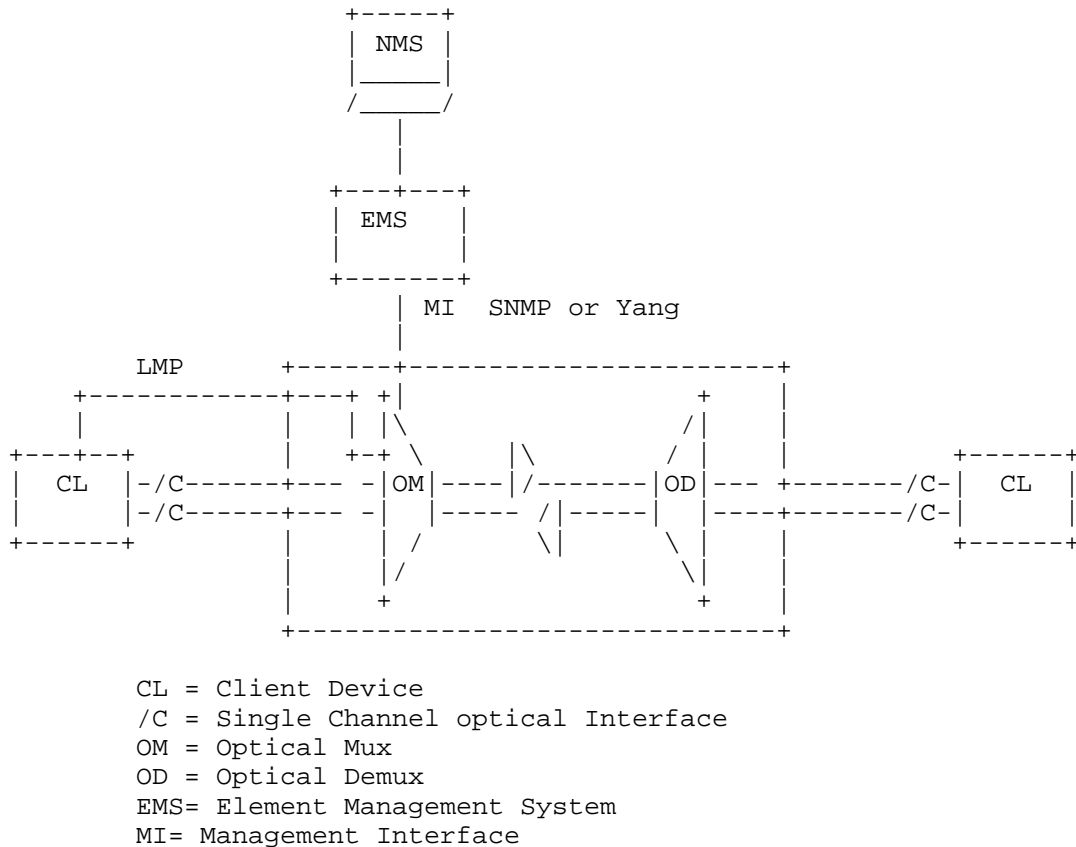 NMS
EMS
MI SNMP or Yang
LMP
CL -/C- OM OD /C- CL
-/C- /C-
CL = Client Device
/C = Single Channel optical Interface
OM = Optical Mux
OD = Optical Demux
EMS= Element Management System
MI= Management Interface